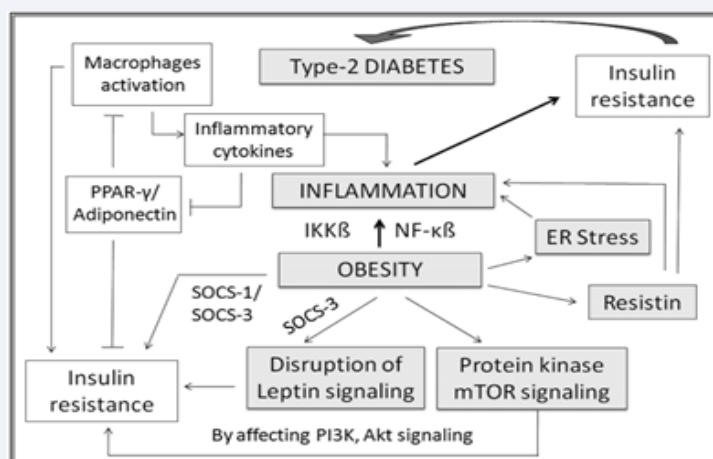 Macrophages
activation
Type-2 DIABETES
Insulin
resistance
Inflammatory
cytokines
PPAR-γ/
Adiponectin
INFLAMMATION
IKKß
NF-κß
ER Stress
OBESITY
SOCS-1/
SOCS-3
SOCS-3
Resistin
Insulin
resistance
Disruption of
Leptin signaling
Protein kinase
mTOR signaling
By affecting PI3K, Akt signaling